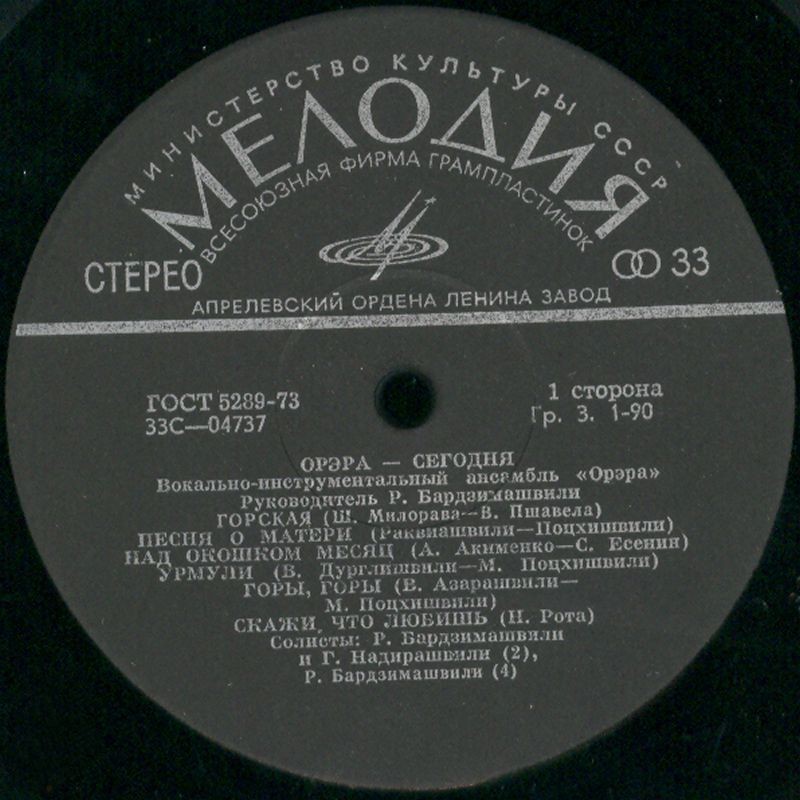 МИНИСТЕРСТВО КУЛЬТУРЫ СССР
МЕЛОДИЯ
ВСЕСОЮЗНАЯ ФИРМА ГРАМПЛАСТИНОК
СТЕРЕО
33
АПРЕЛЕВСКИЙ ОРДЕНА ЛЕНИНА ЗАВОД
ГОСТ 5289-73
33С—04737
1 сторона
Гр. 3. 1-90
ОРЭРА — СЕГОДНЯ
Вокально-инструментальный ансамбль «Орэра»
Руководитель Р. Бардзимашвили
ГОРСКАЯ (Ш. Милорава—В. Пшавела)
ПЕСНЯ О МАТЕРИ (Раквиашвили—Поцхишвили)
НАД ОКОШКОМ МЕСЯЦ (А. Акименко—С. Есенин)
УРМУЛИ (В. Дурглишвили—М. Поцхишвили)
ГОРЫ, ГОРЫ (В. Азарашвили—
М. Поцхишвили)
СКАЖИ, ЧТО ЛЮБИШЬ (Н. Рота)
Солисты: Р. Бардзимашвили
и Г. Надирашвили (2),
Р. Бардзимашвили (4)